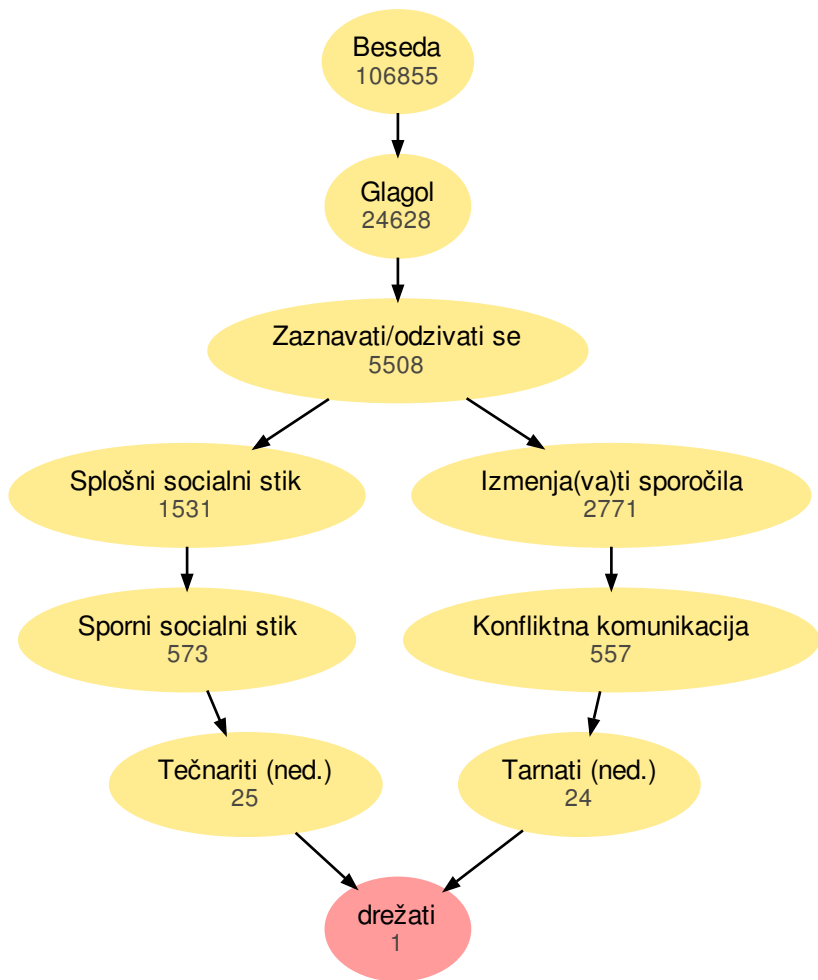 Beseda
106855
Glagol
24628
Zaznavati/odzivati se
5508
Splošni socialni stik
1531
Izmenja(va)ti sporočila
2771
Sporni socialni stik
573
Konfliktna komunikacija
557
Tečnariti (ned.)
25
Tarnati (ned.)
24
drežati
1